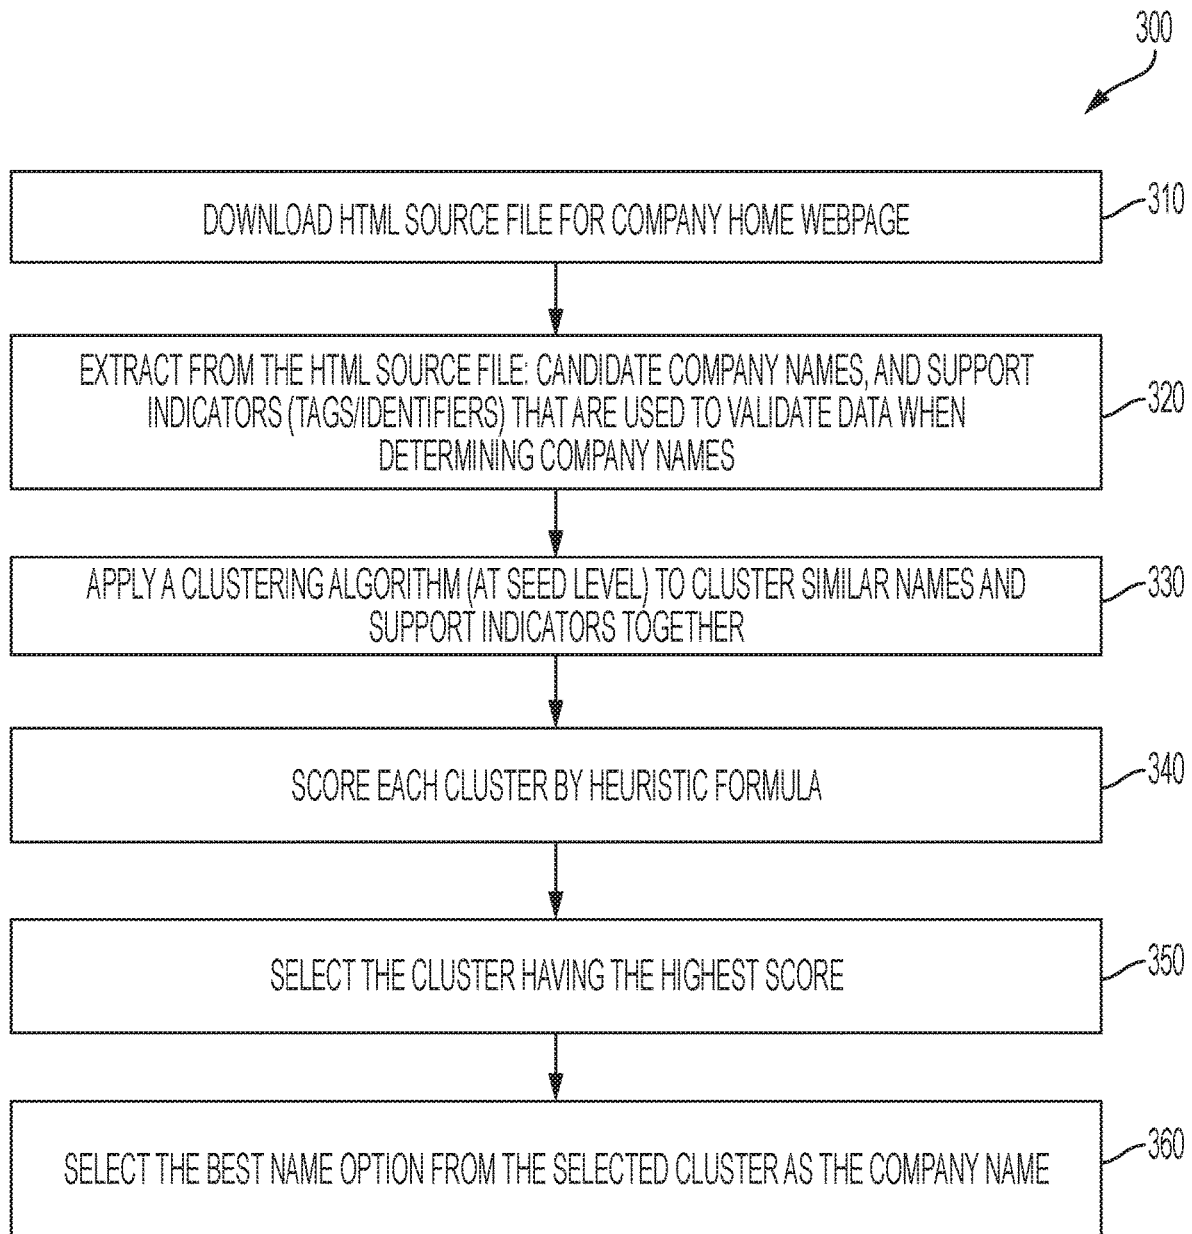 300
DOWNLOAD HTML SOURCE FILE FOR COMPANY HOME WEBPAGE
310
EXTRACT FROM THE HTML SOURCE FILE: CANDIDATE COMPANY NAMES, AND SUPPORT
INDICATORS (TAGS/IDENTIFIERS) THAT ARE USED TO VALIDATE DATA WHEN
DETERMINING COMPANY NAMES
320
APPLY A CLUSTERING ALGORITHM (AT SEED LEVEL) TO CLUSTER SIMILAR NAMES AND
SUPPORT INDICATORS TOGETHER
330
SCORE EACH CLUSTER BY HEURISTIC FORMULA
340
SELECT THE CLUSTER HAVING THE HIGHEST SCORE
350
SELECT THE BEST NAME OPTION FROM THE SELECTED CLUSTER AS THE COMPANY NAME
360